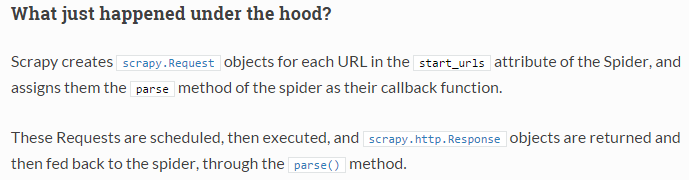 What just happened under the hood?
Scrapy creates scrapy.Request objects for each URL in the start_urls attribute of the Spider, and
assigns them the parse method of the spider as their callback function.
These Requests are scheduled, then executed, and scrapy.http.Response objects are returned and
then fed back to the spider, through the parse() method.